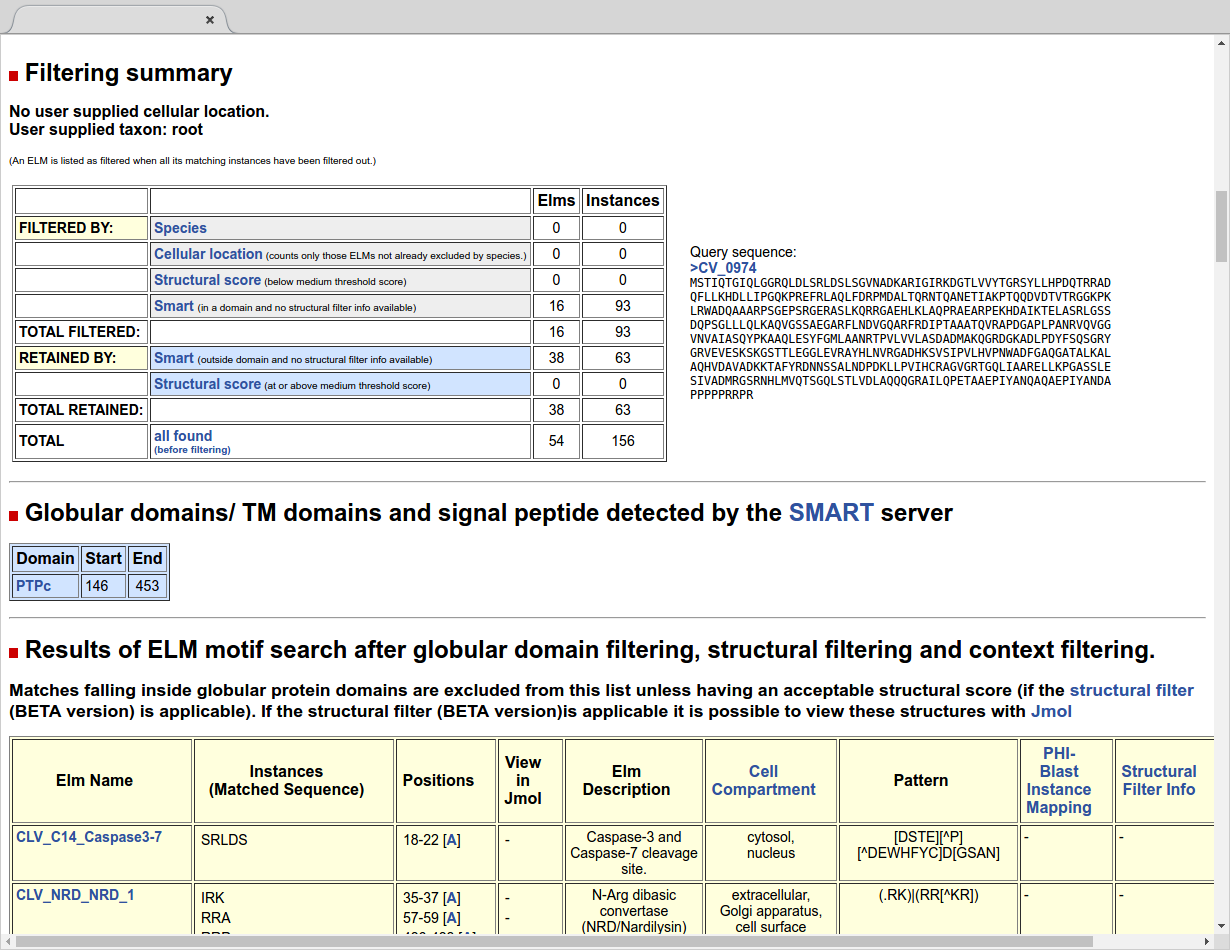 Filtering summary
No user supplied cellular location.
User supplied taxon: root
(An ELM is listed as filtered when all its matching instances have been filtered out.)
Elms Instances
FILTERED BY: Species 0 0
Cellular location (counts only those ELMs not already excluded by species.) 0 0
Structural score (below medium threshold score) 0 0
Smart (in a domain and no structural filter info available) 16 93
TOTAL FILTERED: 16 93
RETAINED BY: Smart (outside domain and no structural filter info available) 38 63
Structural score (at or above medium threshold score) 0 0
TOTAL RETAINED: 38 63
TOTAL all found 54 156
(before filtering)
Query sequence:
>CV_0974
MSTIQTGIQLGGRQLDLSRLDSLSGVNADKARIGIRKDGTLVVYTGRSYLLHPDQTRRAD
QFLLKHDLLIPGQKPREFRLAQLFDRPMDALTQRNTQANETIAKPTQQDVDTVTRGGKPK
LRWADQAAARPSGEPSRGERASLKQRRGAEHLKLAQPRAEARPEKHDAIKTELASRLGSS
DQPSGLLLQLKAQVGSSAEGARFLNDVGQARFRDIPTAAATQVRAPDGAPLPANRVQVGG
VNVAIASQYPKAAQLESYFGMLAANRTPVLVVLASDADMAKQGRDGKADLPDYFSQSGRY
GRVEVESKSKGSTTLEGGLEVRAYHLNVRGADHKSVSIPVLHVPNWADFGAQGATALKAL
AQHVDAVADKKTAFYRDNNSSALNDPDKLLPVIHCRAGVGRTGQLIAARELLKPGASSLE
SIVADMRGSRNHLMVQTSGQLSTLVDLAQQQGRAILQPETAAEPIYANQAQAEPIYANDA
PPPPPRRPR
Globular domains/ TM domains and signal peptide detected by the SMART server
Domain Start End
PTPc 146 453
Results of ELM motif search after globular domain filtering, structural filtering and context filtering.
Matches falling inside globular protein domains are excluded from this list unless having an acceptable structural score (if the structural filter
(BETA version) is applicable). If the structural filter (BETA version)is applicable it is possible to view these structures with Jmol
Elm Name
Instances
(Matched Sequence)
Positions
View
in
Jmol
Elm
Description
Cell
Compartment
Pattern
PHI-
Blast
Instance
Mapping
Structural
Filter Info
CLV_C14_Caspase3-7
SRLDS
18-22 [A]
-
Caspase-3 and
Caspase-7 cleavage
site.
cytosol,
nucleus
[DSTE][^P]
[^DEWHFYC]D[GSAN]
-
-
CLV_NRD_NRD_1
IRK
RRA
35-37 [A]
57-59 [A]
-
-
N-Arg dibasic
convertase
(NRD/Nardilysin)
extracellular,
Golgi apparatus,
cell surface
(.RK)|(RR[^KR])
-
-